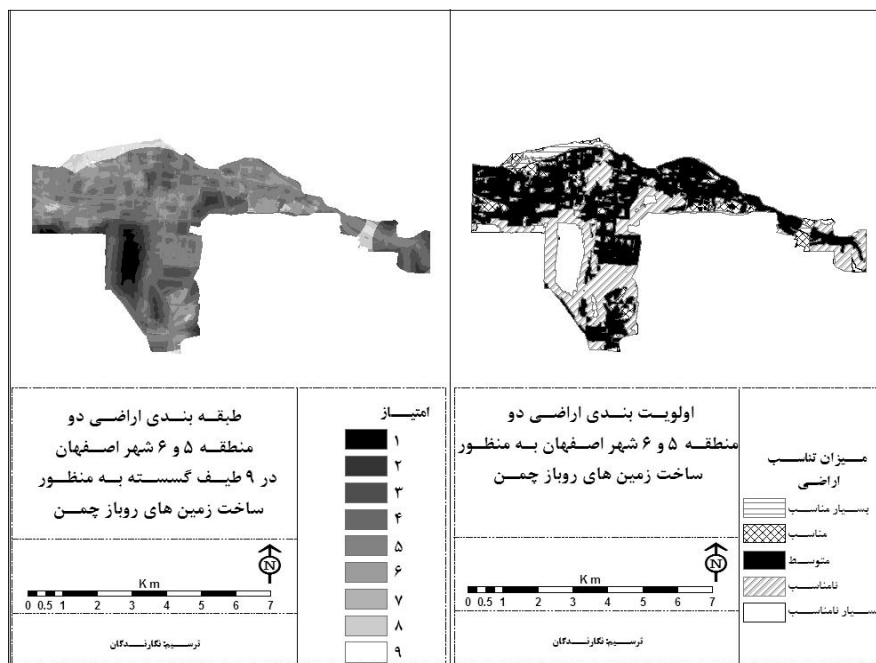 طبقه بندی اراضی دو
منطقه ۵ و ۶ شهر اصفهان
در ۹ طیف گسسته به منظور
ساخت زمین های روباز چمن
Km
0 0.5 1 2 3 4 5 6 7
N
ترسیم: نگارندگان
امتیاز
۱
۲
۳
۴
۵
۶
۷
۸
۹
اولویت بندی اراضی دو
منطقه ۵ و ۶ شهر اصفهان به منظور
ساخت زمین های روباز چمن
Km
0 0.5 1 2 3 4 5 6 7
N
ترسیم: نگارندگان
میزان تناسب
اراضی
بسیار مناسب
مناسب
متوسط
نامناسب
بسیار نامناسب